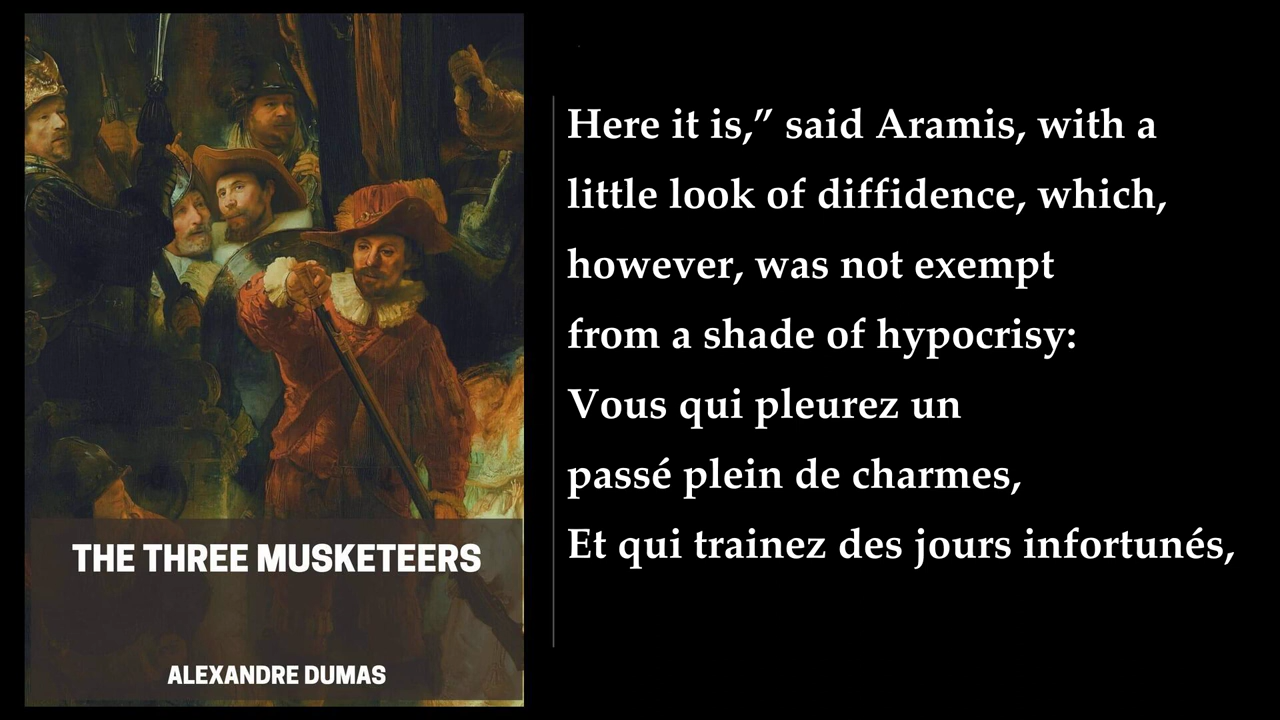 THE THREE MUSKETEERS
ALEXANDRE DUMAS
Here it is,” said Aramis, with a
little look of diffidence, which,
however, was not exempt
from a shade of hypocrisy:
Vous qui pleurez un
passé plein de charmes,
Et qui trainez des jours infortunés,